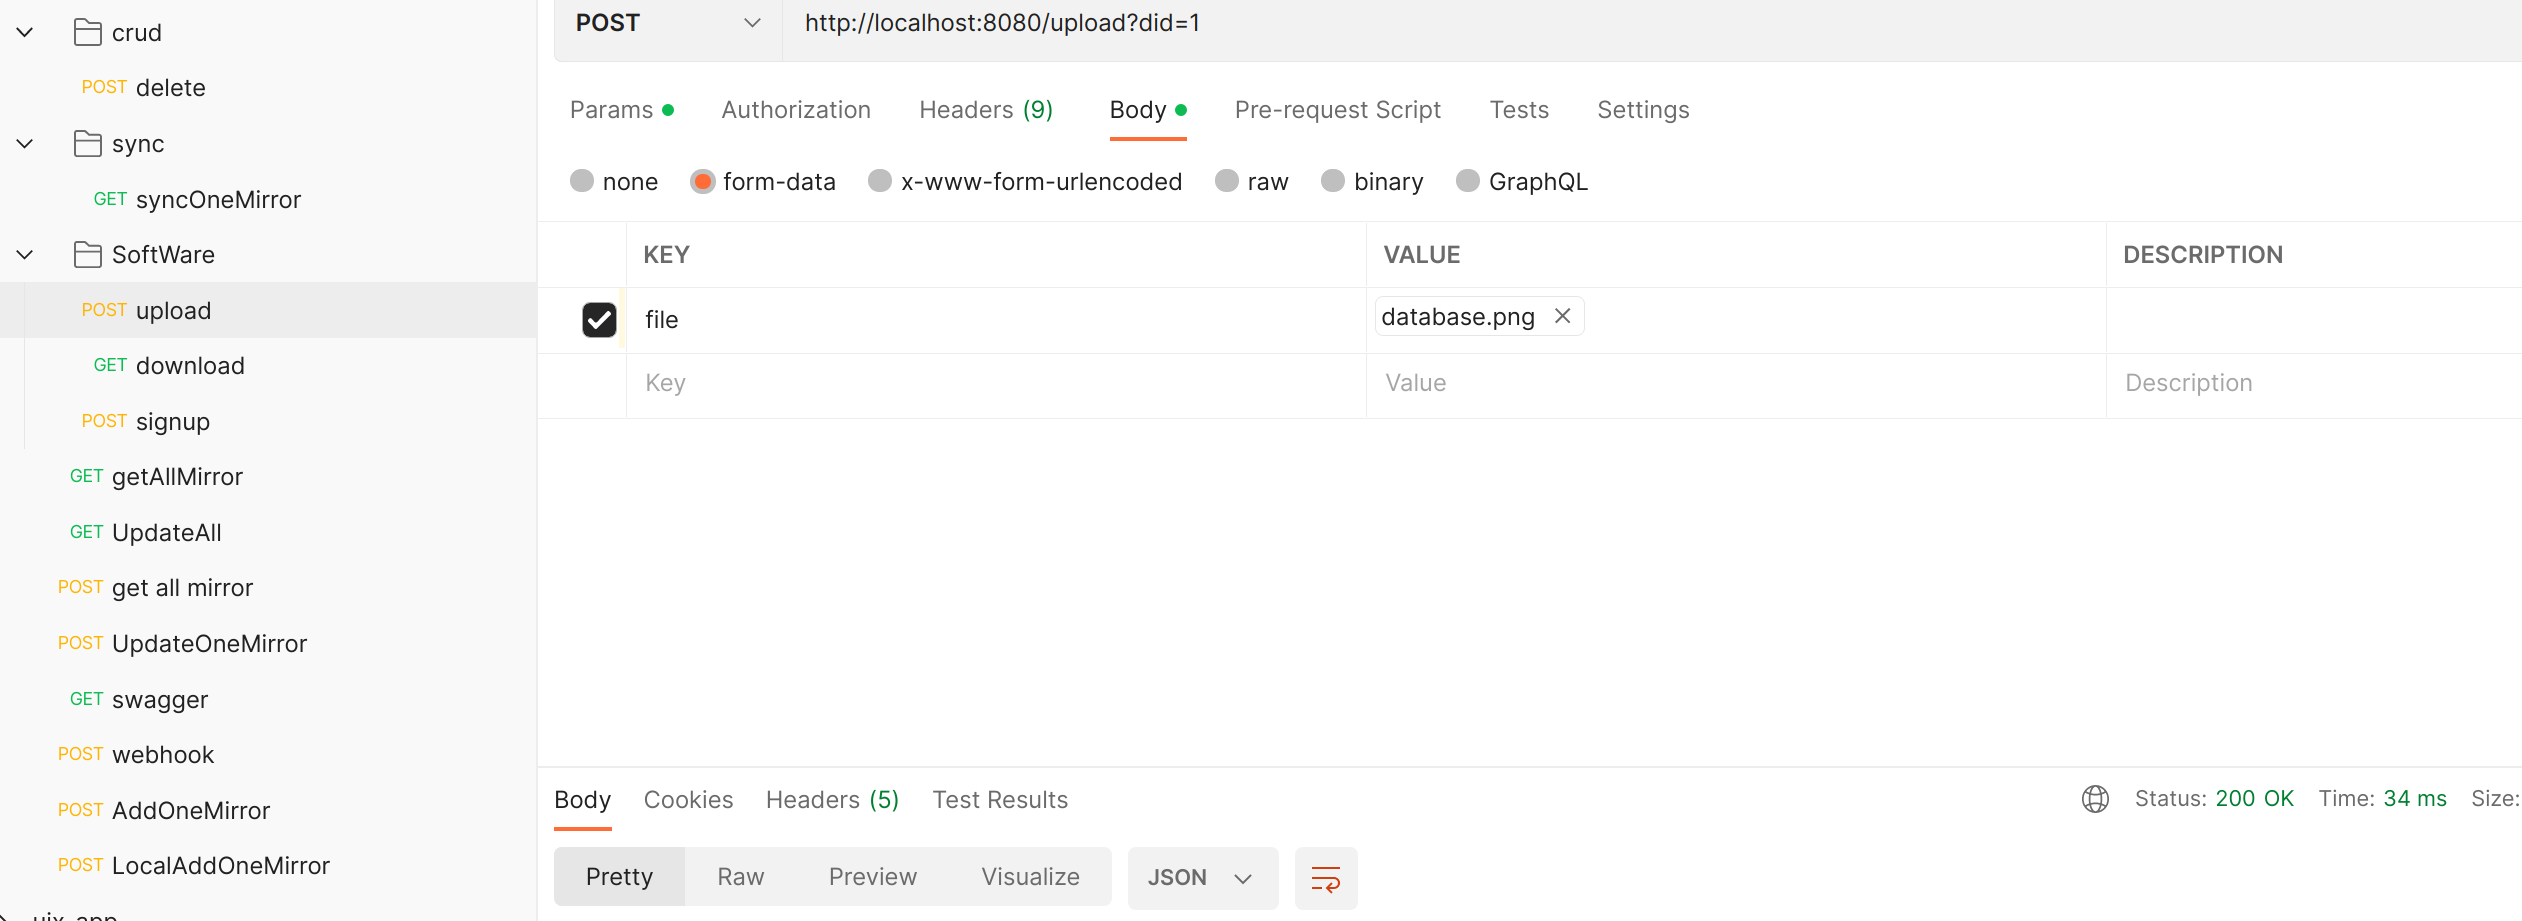 crud
POST delete
sync
GET syncOneMirror
SoftWare
POST upload
GET download
POST signup
GET getAllMirror
GET UpdateAll
POST get all mirror
POST UpdateOneMirror
GET swagger
POST webhook
POST AddOneMirror
POST LocalAddOneMirror
POST http://localhost:8080/upload?did=1
Params Authorization Headers (9) Body Pre-request Script Tests Settings
none form-data x-www-form-urlencoded raw binary GraphQL
KEY VALUE DESCRIPTION
file database.png
Key Value Description
Body Cookies Headers (5) Test Results Status: 200 OK Time: 34 ms Size:
Pretty Raw Preview Visualize JSON